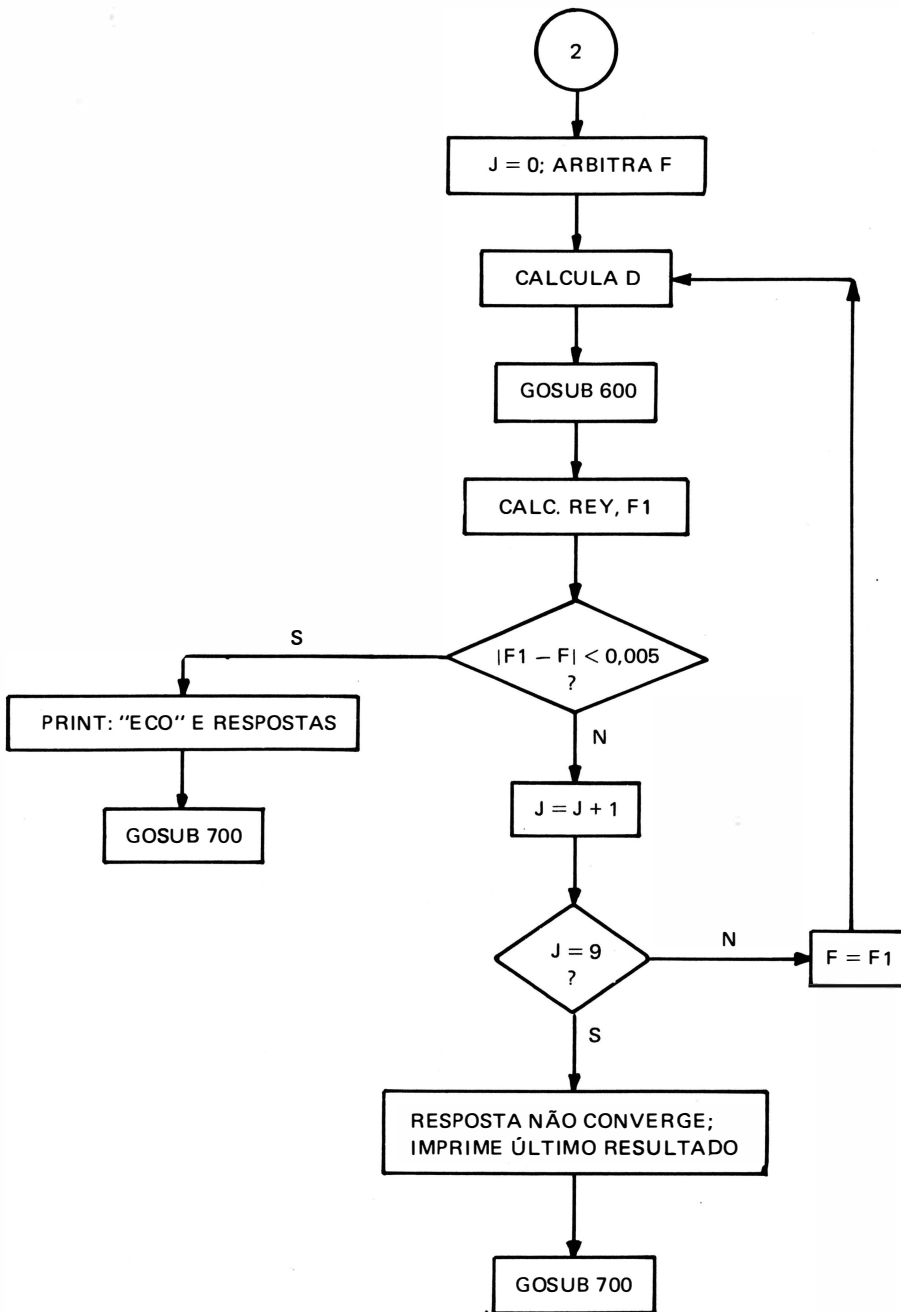 2
J = 0; ARBITRA F
CALCULA D
GOSUB 600
CALC. REY, F1
|F1 – F| < 0,005
?
S
PRINT: "ECO" E RESPOSTAS
GOSUB 700
N
J = J + 1
J = 9
?
N
F = F1
S
RESPOSTA NÃO CONVERGE;
IMPRIME ÚLTIMO RESULTADO
GOSUB 700